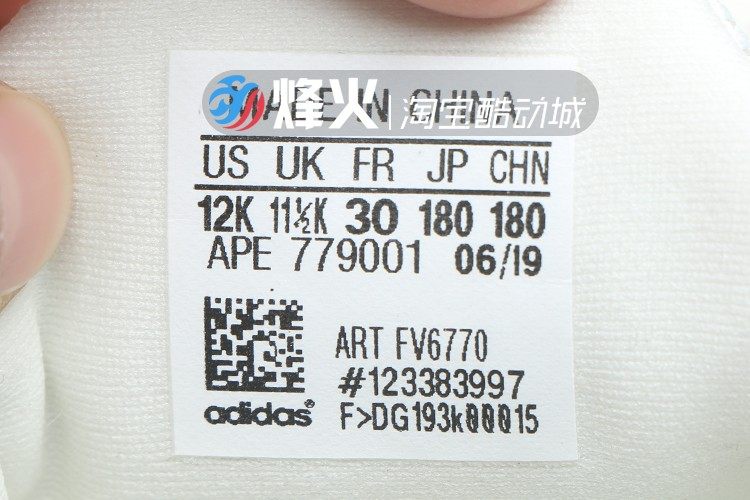 MADE IN CHINA
烽火 | 淘宝酷动城
US UK FR JP CHN
12K 11½K 30 180 180
APE 779001 06/19
ART FV6770
#123383997
adidas® F>DG193k00015